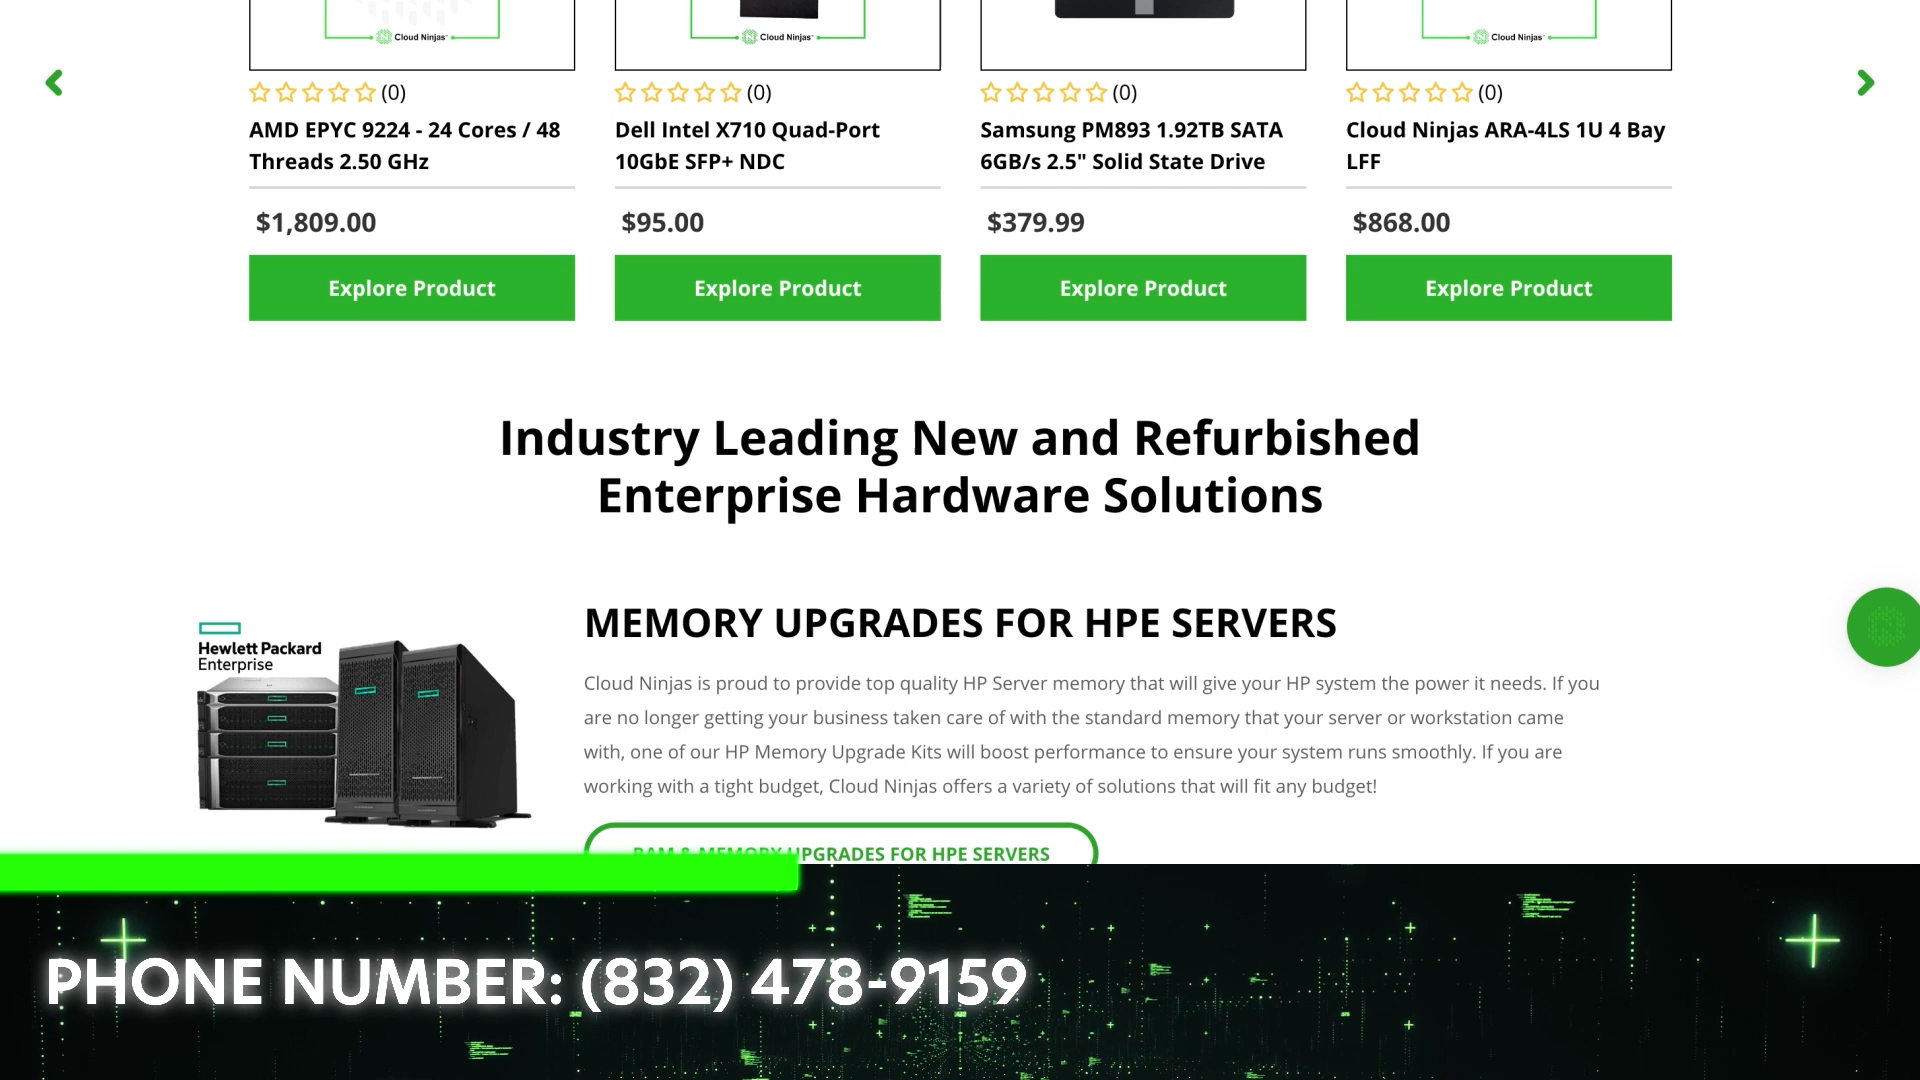 Cloud Ninjas
Cloud Ninjas
Cloud Ninjas
(0)
(0)
(0)
(0)
AMD EPYC 9224 - 24 Cores / 48
Threads 2.50 GHz
Dell Intel X710 Quad-Port
10GbE SFP+ NDC
Samsung PM893 1.92TB SATA
6GB/s 2.5" Solid State Drive
Cloud Ninjas ARA-4LS 1U 4 Bay
LFF
$1,809.00
$95.00
$379.99
$868.00
Explore Product
Explore Product
Explore Product
Explore Product
Industry Leading New and Refurbished
Enterprise Hardware Solutions
Hewlett Packard
Enterprise
MEMORY UPGRADES FOR HPE SERVERS
Cloud Ninjas is proud to provide top quality HP Server memory that will give your HP system the power it needs. If you
are no longer getting your business taken care of with the standard memory that your server or workstation came
with, one of our HP Memory Upgrade Kits will boost performance to ensure your system runs smoothly. If you are
working with a tight budget, Cloud Ninjas offers a variety of solutions that will fit any budget!
RAM & MEMORY UPGRADES FOR HPE SERVERS
PHONE NUMBER: (832) 478-9159